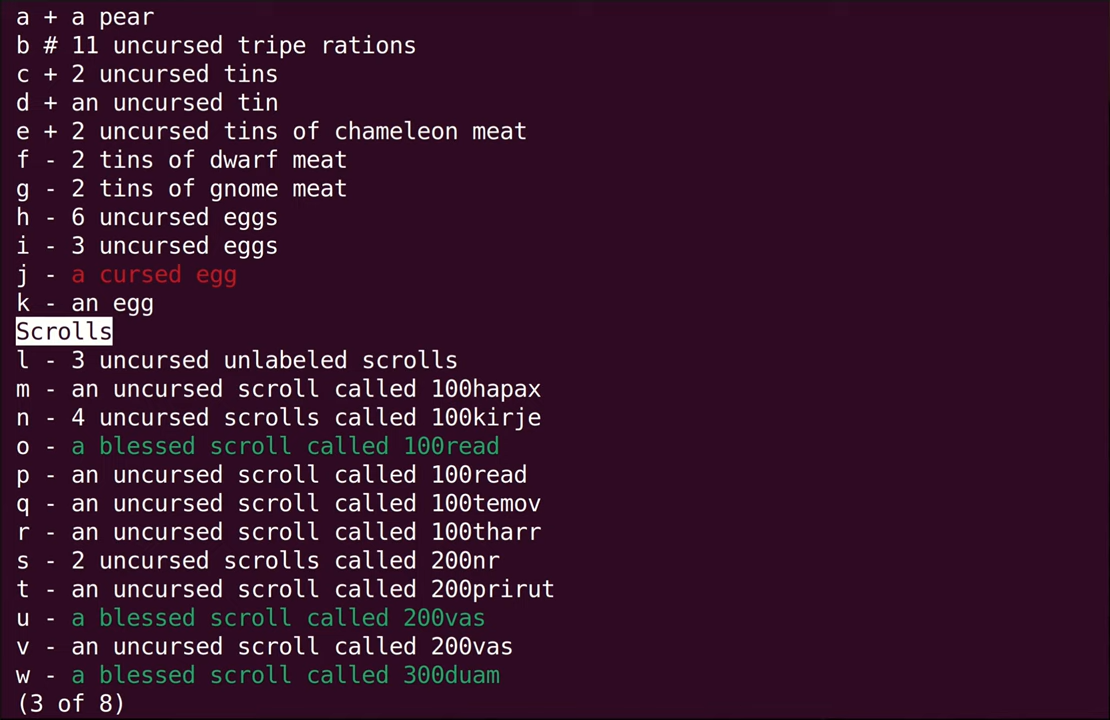 a + a pear
b # 11 uncursed tripe rations
c + 2 uncursed tins
d + an uncursed tin
e + 2 uncursed tins of chameleon meat
f - 2 tins of dwarf meat
g - 2 tins of gnome meat
h - 6 uncursed eggs
i - 3 uncursed eggs
j - a cursed egg
k - an egg
Scrolls
l - 3 uncursed unlabeled scrolls
m - an uncursed scroll called 100hapax
n - 4 uncursed scrolls called 100kirje
o - a blessed scroll called 100read
p - an uncursed scroll called 100read
q - an uncursed scroll called 100temov
r - an uncursed scroll called 100tharr
s - 2 uncursed scrolls called 200nr
t - an uncursed scroll called 200prirut
u - a blessed scroll called 200vas
v - an uncursed scroll called 200vas
w - a blessed scroll called 300duam
(3 of 8)